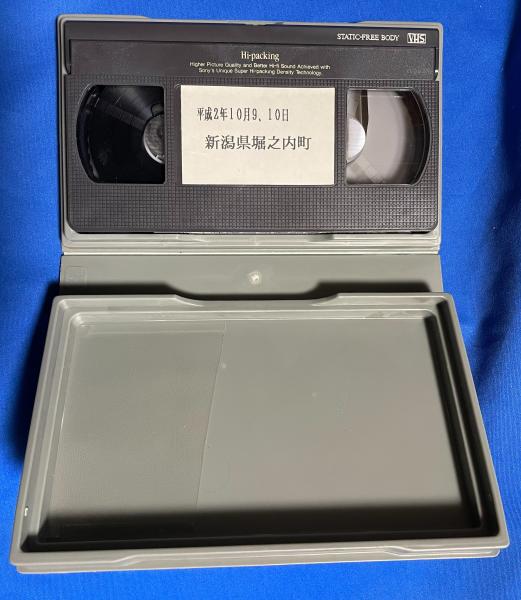 STATIC-FREE BODY VHS
Hi-packing
Higher Picture Quality and Better Hi-fi Sound Achieved with
Sony's Unique Super Hi-packing Density Technology.
平成2年10月9、10日
新潟県堀之内町